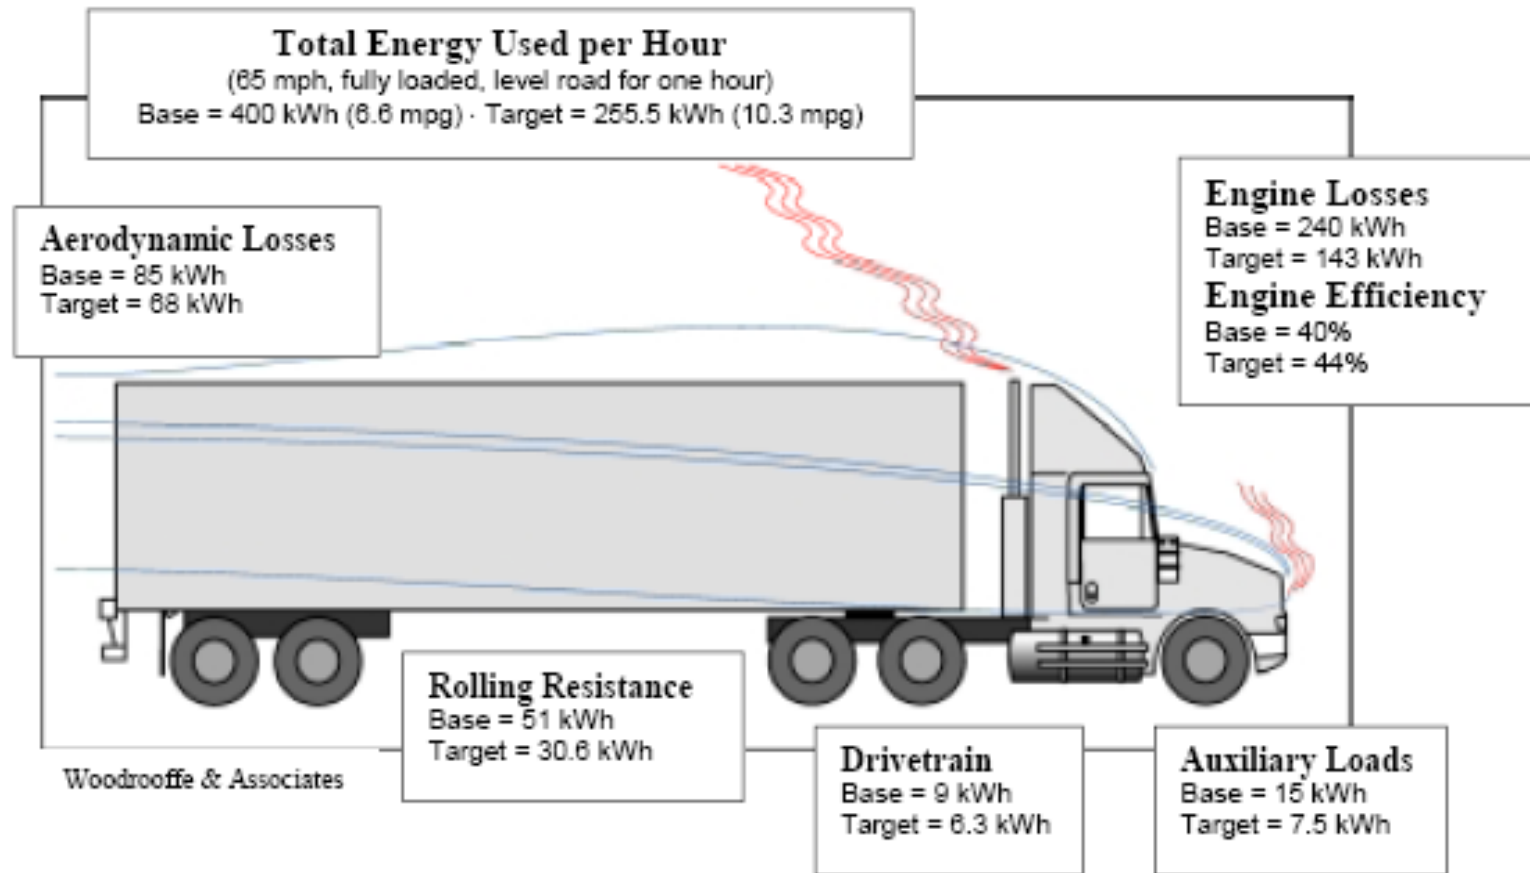 Total Energy Used per Hour
(65 mph, fully loaded, level road for one hour)
Base = 400 kWh (6.6 mpg) · Target = 255.5 kWh (10.3 mpg)
Engine Losses
Base = 240 kWh
Target = 143 kWh
Engine Efficiency
Base = 40%
Target = 44%
Aerodynamic Losses
Base = 85 kWh
Target = 68 kWh
Rolling Resistance
Base = 51 kWh
Target = 30.6 kWh
Drivetrain
Base = 9 kWh
Target = 6.3 kWh
Auxiliary Loads
Base = 15 kWh
Target = 7.5 kWh
Woodrooffe & Associates